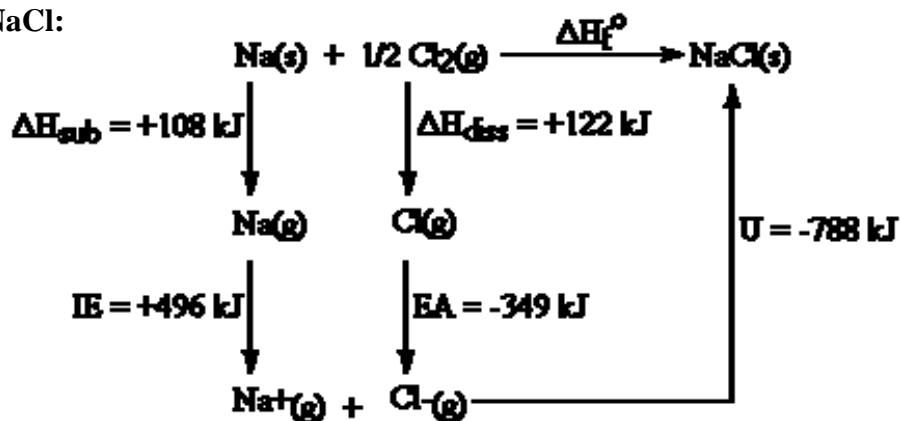 NaCl:
ΔHf°
Na(s) + 1/2 Cl2(g) NaCl(s)
ΔHsub = +108 kJ ΔHdiss = +122 kJ
Na(g) Cl(g) U = -788 kJ
IE = +496 kJ EA = -349 kJ
Na+(g) + Cl-(g)